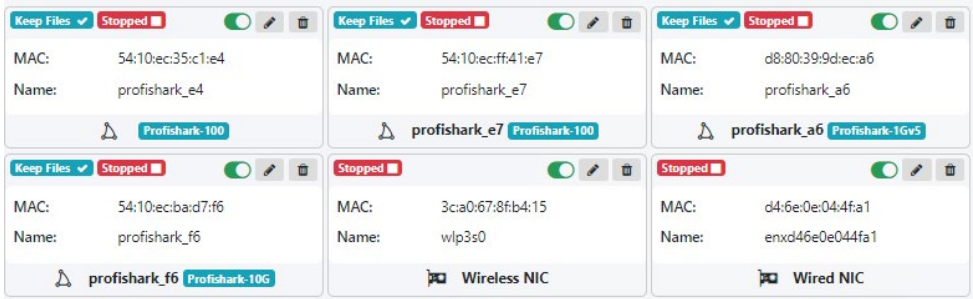 Keep Files Stopped
MAC: 54:10:ec:35:c1:e4
Name: profishark_e4
Profishark-100
Keep Files Stopped
MAC: 54:10:ec:ff:41:e7
Name: profishark_e7
profishark_e7 Profishark-100
Keep Files Stopped
MAC: d8:80:39:9d:ec:a6
Name: profishark_a6
profishark_a6 Profishark-1Gv5
Keep Files Stopped
MAC: 54:10:ec:ba:d7:f6
Name: profishark_f6
profishark_f6 Profishark-10G
Stopped
MAC: 3c:a0:67:8f:b4:15
Name: wlp3s0
Wireless NIC
Stopped
MAC: d4:6e:0e:04:4f:a1
Name: enxd46e0e044fa1
Wired NIC